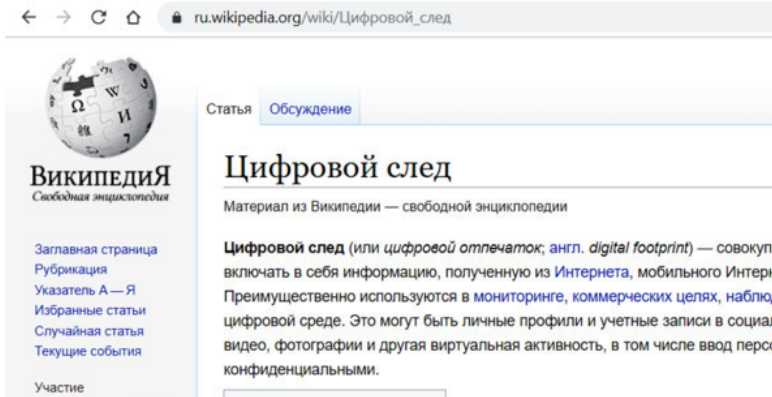 ru.wikipedia.org/wiki/Цифровой_след
Статья Обсуждение
ВИКИПЕДИЯ
Свободная энциклопедия
Цифровой след
Материал из Википедии — свободной энциклопедии
Заглавная страница
Рубрикация
Указатель А — Я
Избранные статьи
Случайная статья
Текущие события
Участие
Цифровой след (или цифровой отпечаток; англ. digital footprint) — совокуп
включать в себя информацию, полученную из Интернета, мобильного Интерн
Преимущественно используются в мониторинге, коммерческих целях, наблюд
цифровой среде. Это могут быть личные профили и учетные записи в социал
видео, фотографии и другая виртуальная активность, в том числе ввод персо
конфиденциальными.